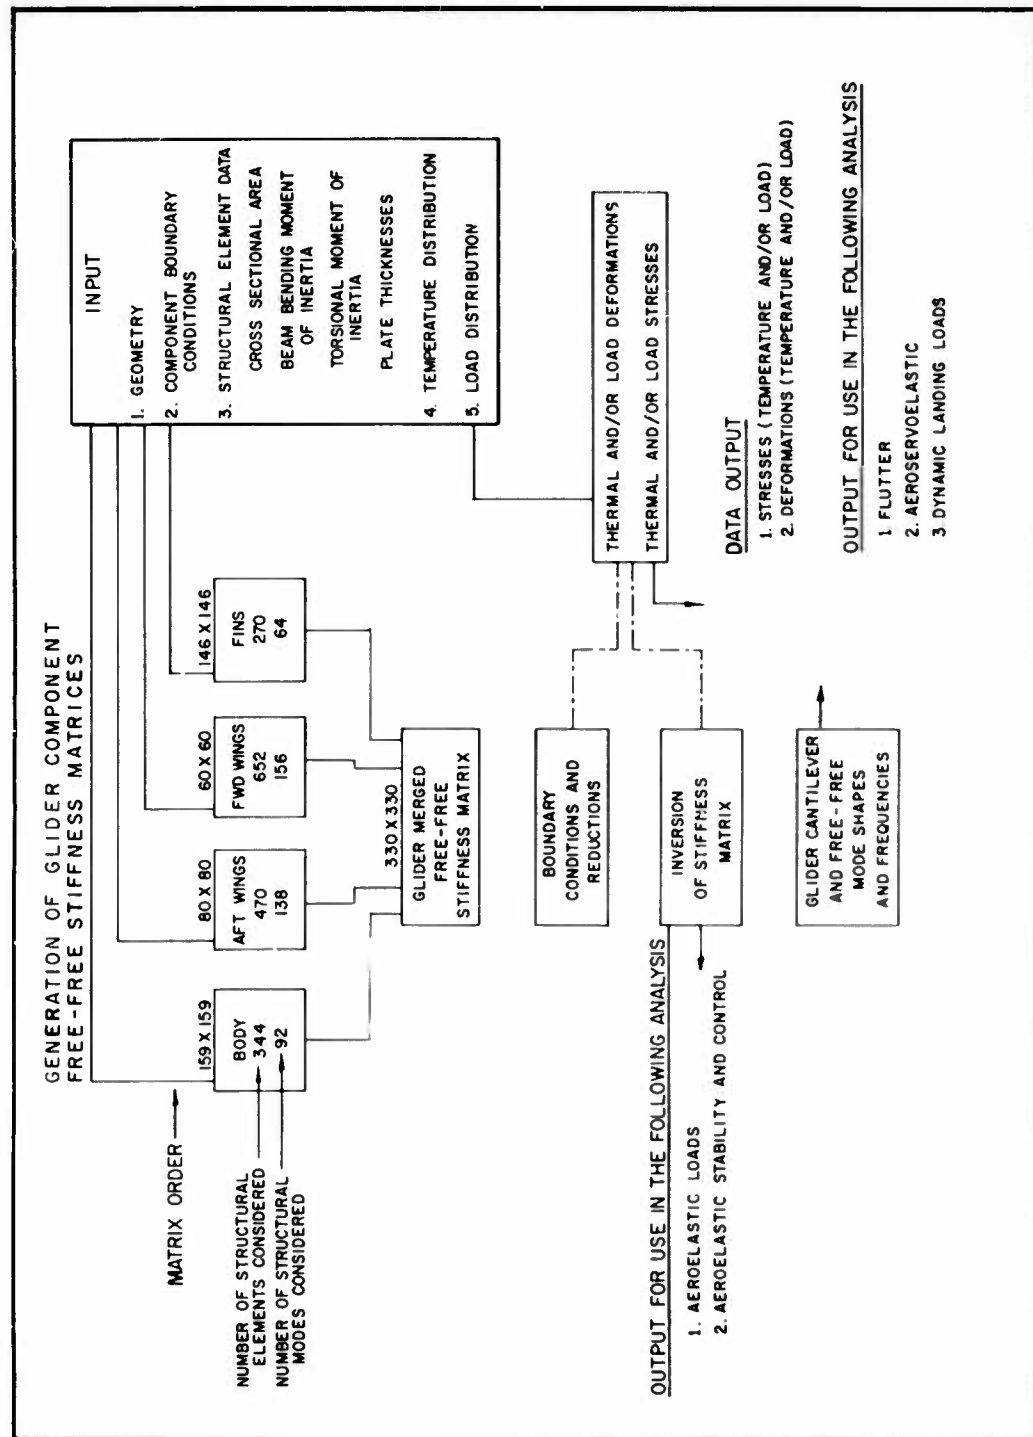 GENERATION OF GLIDER COMPONENT
FREE-FREE STIFFNESS MATRICES
MATRIX ORDER
159 X 159
BODY
344
92
80 X 80
AFT WINGS
470
138
60 X 60
FWD WINGS
652
156
146 X 146
FINS
270
64
NUMBER OF STRUCTURAL
ELEMENTS CONSIDERED
NUMBER OF STRUCTURAL
MODES CONSIDERED
INPUT
1. GEOMETRY
2. COMPONENT BOUNDARY
CONDITIONS
3. STRUCTURAL ELEMENT DATA
CROSS SECTIONAL AREA
BEAM BENDING MOMENT
OF INERTIA
TORSIONAL MOMENT OF
INERTIA
PLATE THICKNESSES
4. TEMPERATURE DISTRIBUTION
5. LOAD DISTRIBUTION
330 X 330
GLIDER MERGED
FREE-FREE
STIFFNESS MATRIX
BOUNDARY
CONDITIONS AND
REDUCTIONS
THERMAL AND/OR LOAD DEFORMATIONS
THERMAL AND/OR LOAD STRESSES
INVERSION
OF STIFFNESS
MATRIX
OUTPUT FOR USE IN THE FOLLOWING ANALYSIS
1. AEROELASTIC LOADS
2. AEROELASTIC STABILITY AND CONTROL
DATA OUTPUT
1. STRESSES (TEMPERATURE AND/OR LOAD)
2. DEFORMATIONS (TEMPERATURE AND/OR LOAD)
GLIDER CANTILEVER
AND FREE-FREE
MODE SHAPES
AND FREQUENCIES
OUTPUT FOR USE IN THE FOLLOWING ANALYSIS
1. FLUTTER
2. AEROSERVOELASTIC
3. DYNAMIC LANDING LOADS